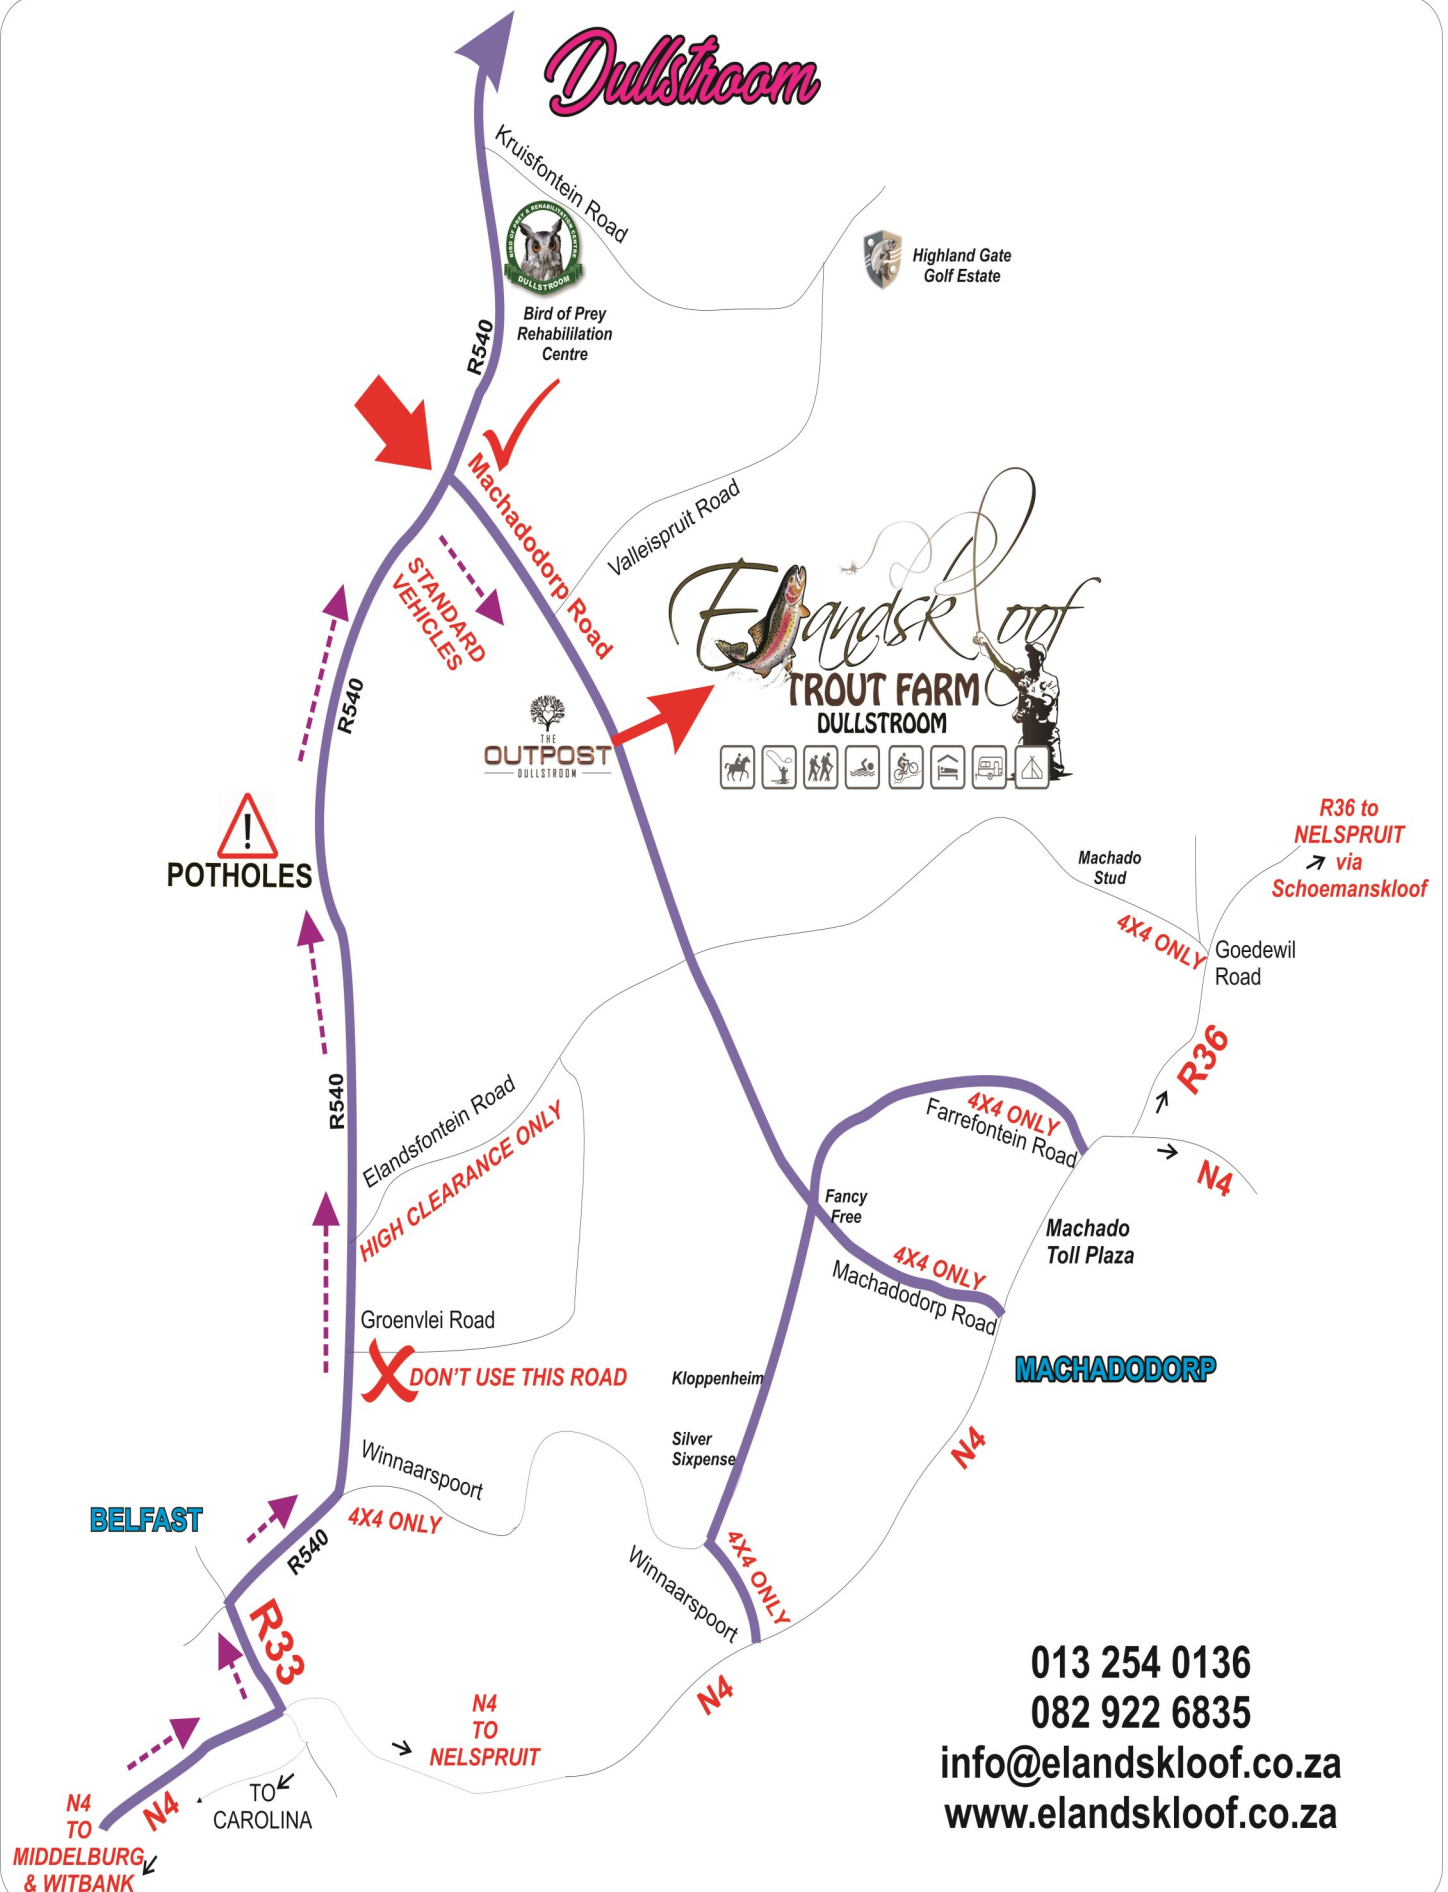 Dullstroom
Kruisfontein Road
BIRD OF PREY & REHABILITATION CENTRE
DULLSTROOM
Bird of Prey
Rehabililation
Centre
Highland Gate
Golf Estate
R540
Machadodorp Road
Valleispruit Road
STANDARD
VEHICLES
Elandskloof
TROUT FARM
DULLSTROOM
R540
THE
OUTPOST
DULLSTROOM
!
POTHOLES
R36 to
NELSPRUIT
via
Schoemanskloof
Machado
Stud
4X4 ONLY
Goedewil
Road
R36
R540
Elandsfontein Road
HIGH CLEARANCE ONLY
4X4 ONLY
Farrefontein Road
N4
Fancy
Free
Machado
Toll Plaza
4X4 ONLY
Machadodorp Road
Groenvlei Road
DON'T USE THIS ROAD
Kloppenheim
MACHADODORP
Silver
Sixpense
N4
Winnaarspoort
4X4 ONLY
BELFAST
R540
Winnaarspoort
4X4 ONLY
R33
N4
N4
TO
NELSPRUIT
N4
TO
MIDDELBURG
& WITBANK
N4
TO
CAROLINA
013 254 0136
082 922 6835
info@elandskloof.co.za
www.elandskloof.co.za